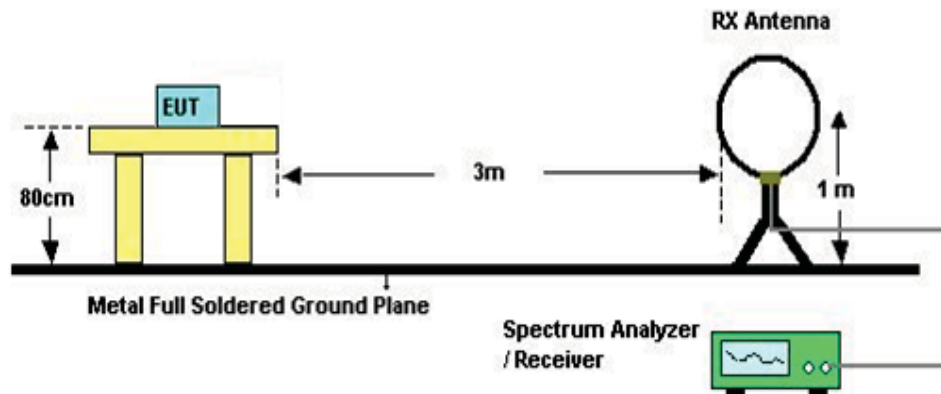 RX Antenna
EUT
3m
80cm
1 m
Metal Full Soldered Ground Plane
Spectrum Analyzer
/ Receiver